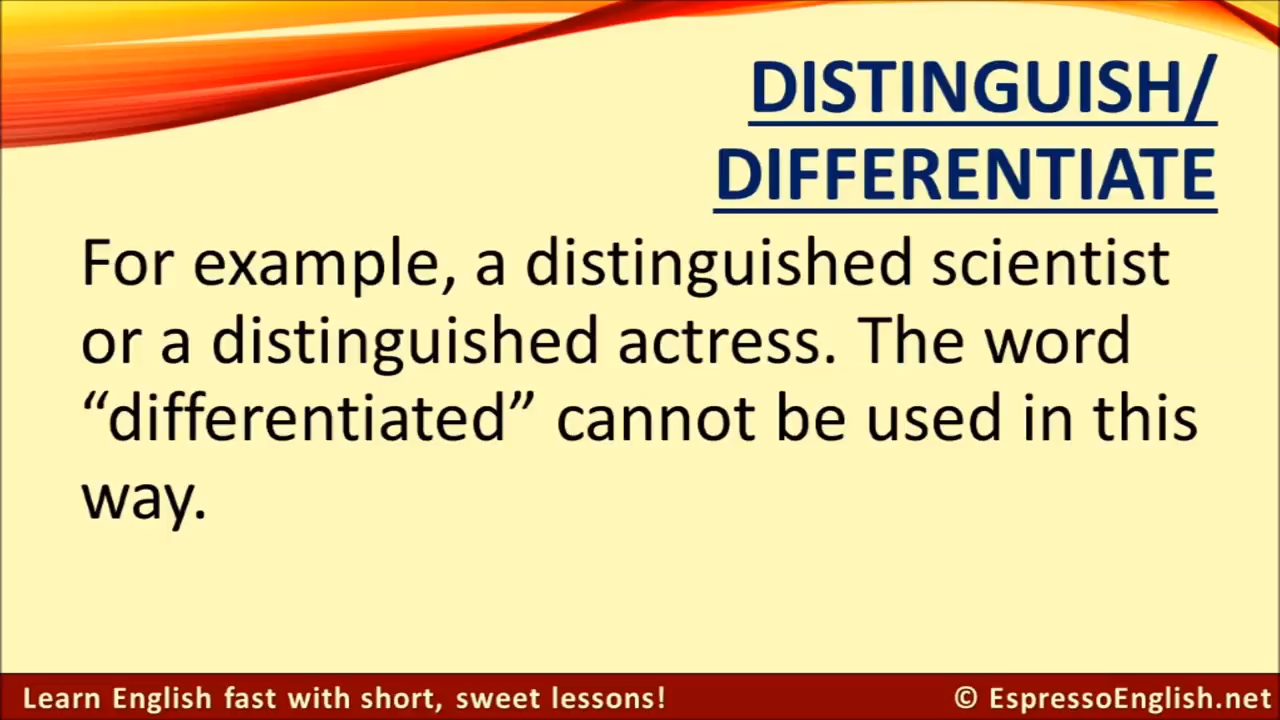 DISTINGUISH/
DIFFERENTIATE
For example, a distinguished scientist
or a distinguished actress. The word
“differentiated” cannot be used in this
way.
Learn English fast with short, sweet lessons!
© EspressoEnglish.net